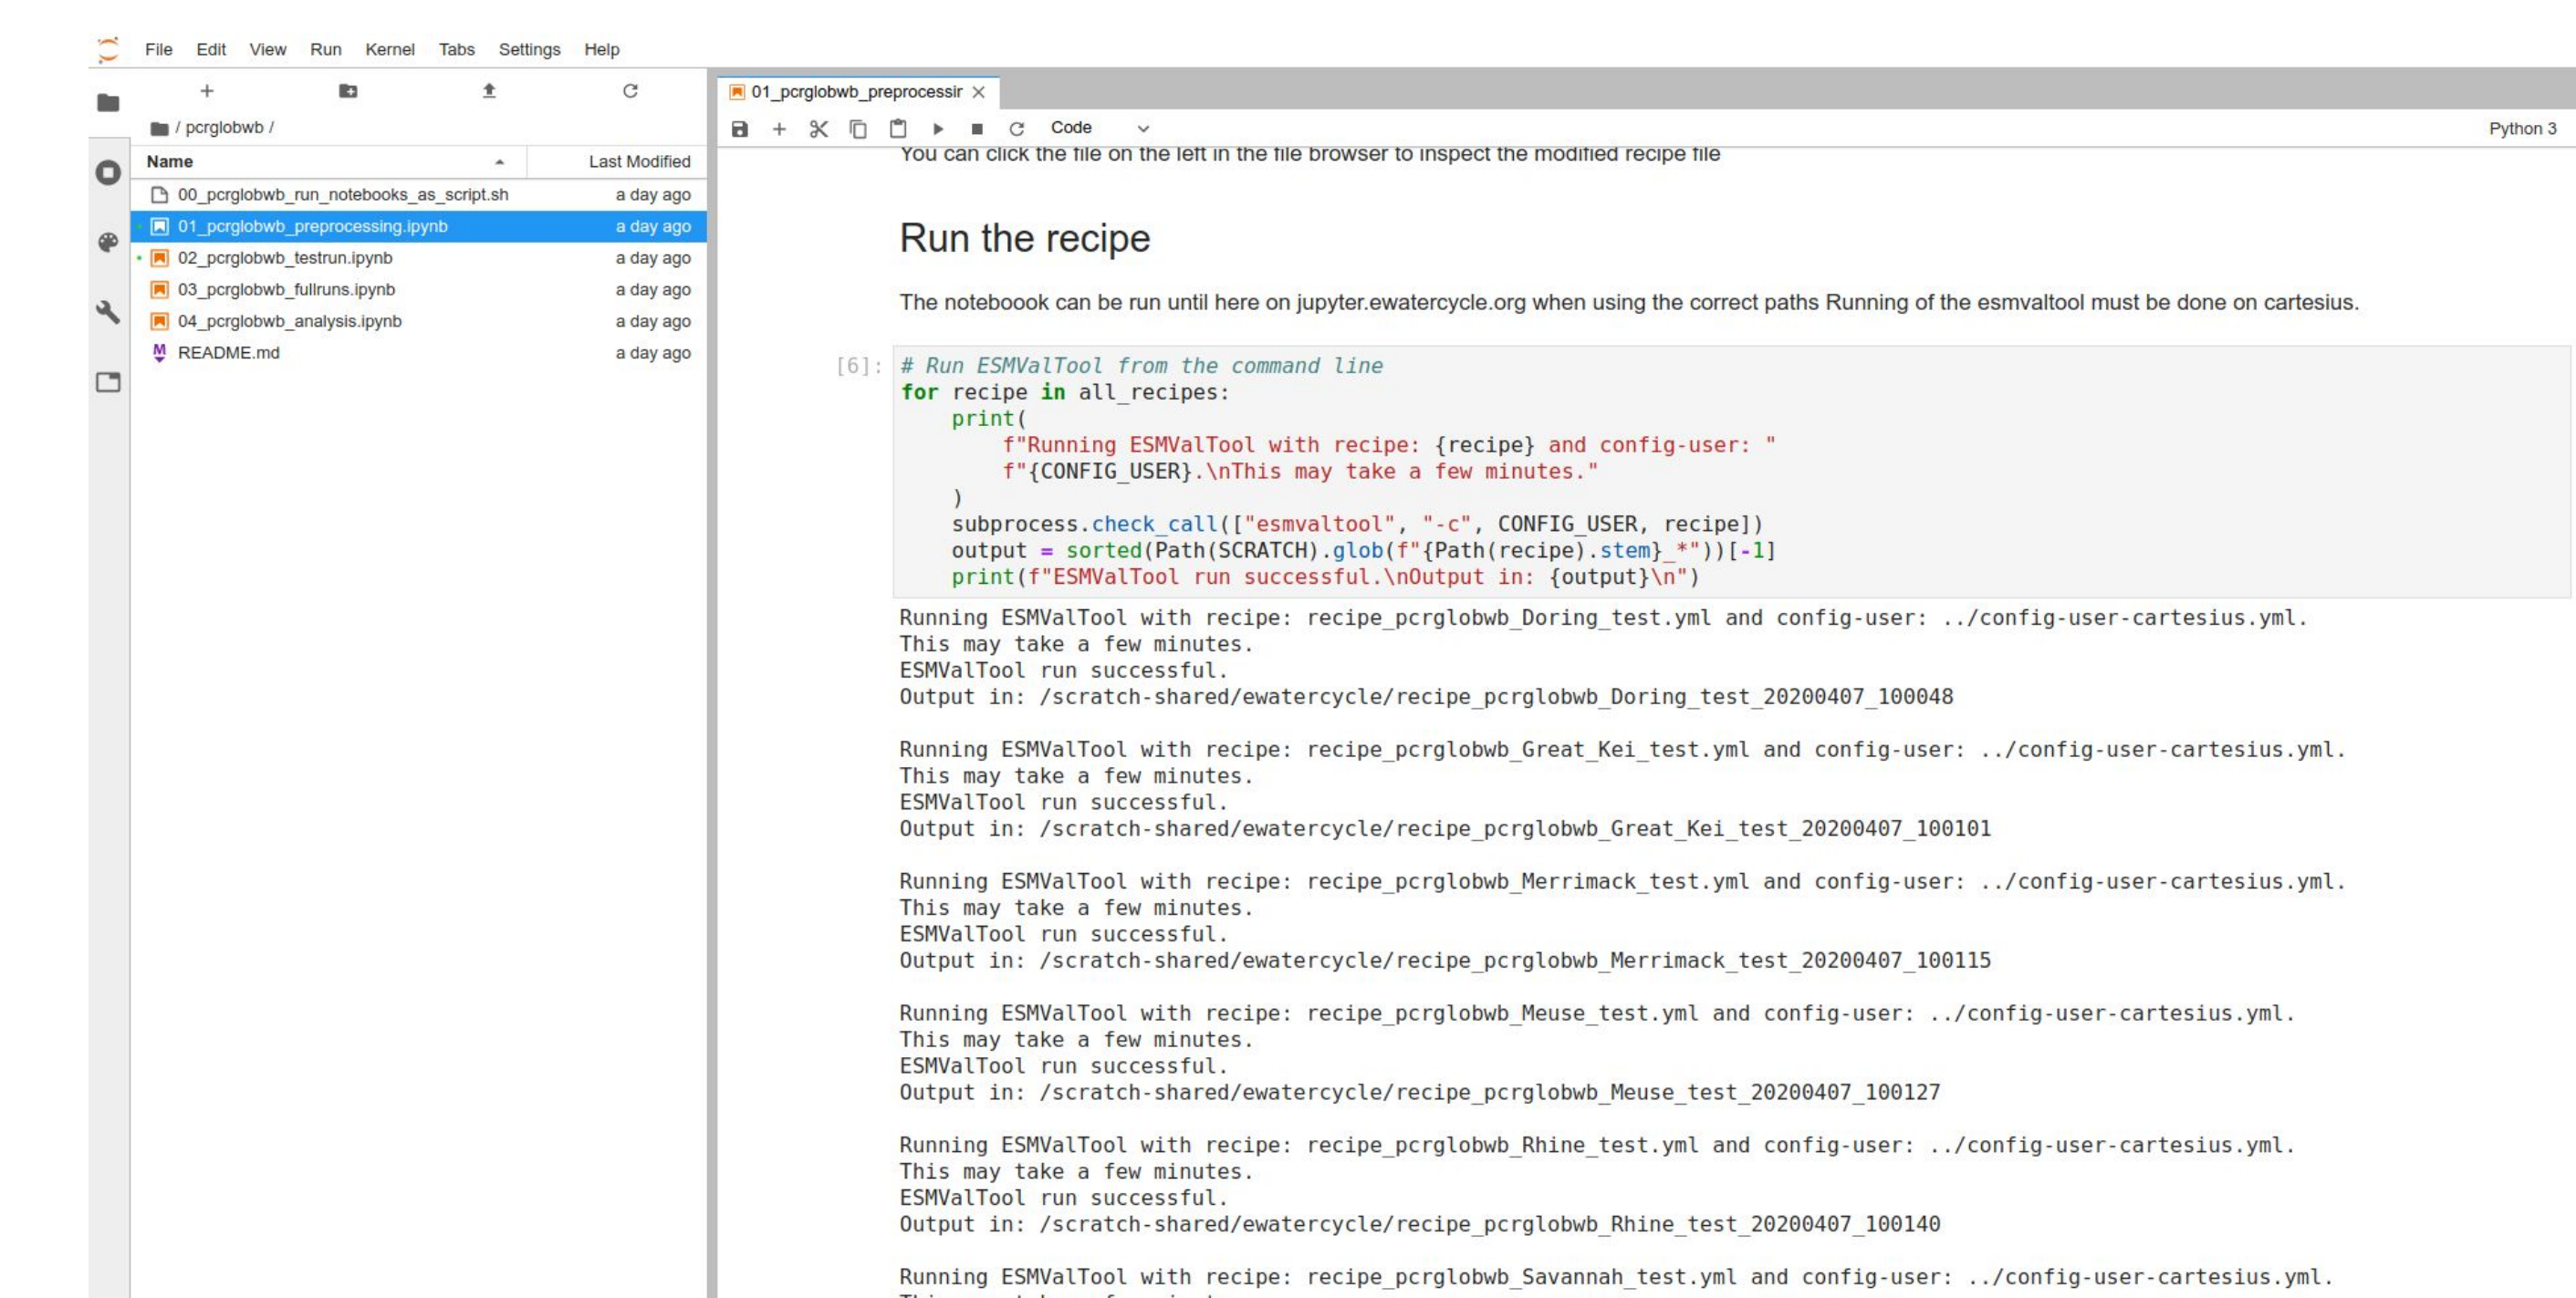 File Edit View Run Kernel Tabs Settings Help
/ pcrglobwb /
Name Last Modified
00_pcrglobwb_run_notebooks_as_script.sh a day ago
01_pcrglobwb_preprocessing.ipynb a day ago
02_pcrglobwb_testrun.ipynb a day ago
03_pcrglobwb_fullruns.ipynb a day ago
04_pcrglobwb_analysis.ipynb a day ago
README.md a day ago
01_pcrglobwb_preprocessir
Code Python 3
You can click the file on the left in the file browser to inspect the modified recipe file
Run the recipe
The noteboook can be run until here on jupyter.ewatercycle.org when using the correct paths Running of the esmvaltool must be done on cartesius.
[6]: # Run ESMValTool from the command line
for recipe in all_recipes:
    print(
        f"Running ESMValTool with recipe: {recipe} and config-user: "
        f"{CONFIG_USER}.\nThis may take a few minutes."
    )
    subprocess.check_call(["esmvaltool", "-c", CONFIG_USER, recipe])
    output = sorted(Path(SCRATCH).glob(f"{Path(recipe).stem}_*"))[-1]
    print(f"ESMValTool run successful.\nOutput in: {output}\n")
Running ESMValTool with recipe: recipe_pcrglobwb_Doring_test.yml and config-user: ../config-user-cartesius.yml.
This may take a few minutes.
ESMValTool run successful.
Output in: /scratch-shared/ewatercycle/recipe_pcrglobwb_Doring_test_20200407_100048
Running ESMValTool with recipe: recipe_pcrglobwb_Great_Kei_test.yml and config-user: ../config-user-cartesius.yml.
This may take a few minutes.
ESMValTool run successful.
Output in: /scratch-shared/ewatercycle/recipe_pcrglobwb_Great_Kei_test_20200407_100101
Running ESMValTool with recipe: recipe_pcrglobwb_Merrimack_test.yml and config-user: ../config-user-cartesius.yml.
This may take a few minutes.
ESMValTool run successful.
Output in: /scratch-shared/ewatercycle/recipe_pcrglobwb_Merrimack_test_20200407_100115
Running ESMValTool with recipe: recipe_pcrglobwb_Meuse_test.yml and config-user: ../config-user-cartesius.yml.
This may take a few minutes.
ESMValTool run successful.
Output in: /scratch-shared/ewatercycle/recipe_pcrglobwb_Meuse_test_20200407_100127
Running ESMValTool with recipe: recipe_pcrglobwb_Rhine_test.yml and config-user: ../config-user-cartesius.yml.
This may take a few minutes.
ESMValTool run successful.
Output in: /scratch-shared/ewatercycle/recipe_pcrglobwb_Rhine_test_20200407_100140
Running ESMValTool with recipe: recipe_pcrglobwb_Savannah_test.yml and config-user: ../config-user-cartesius.yml.